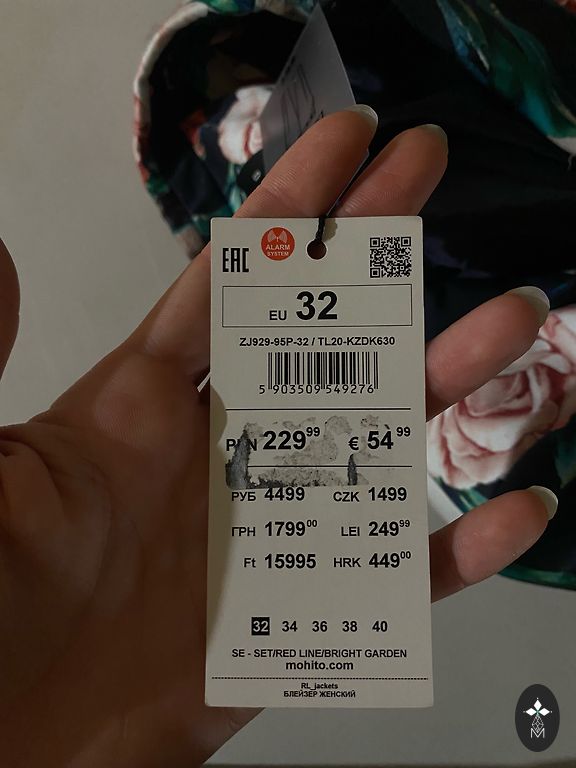 EAC
ALARM
SYSTEM
EU 32
ZJ929-95P-32 / TL20-KZDK630
5 903509 549276
PLN 229 99 € 54 99
РУБ 4499 CZK 1499
ГРН 1799 00 LEI 249 99
Ft 15995 HRK 449 00
32 34 36 38 40
SE - SET/RED LINE/BRIGHT GARDEN
mohito.com
RL_jackets
БЛЕЙЗЕР ЖЕНСКИЙ
M